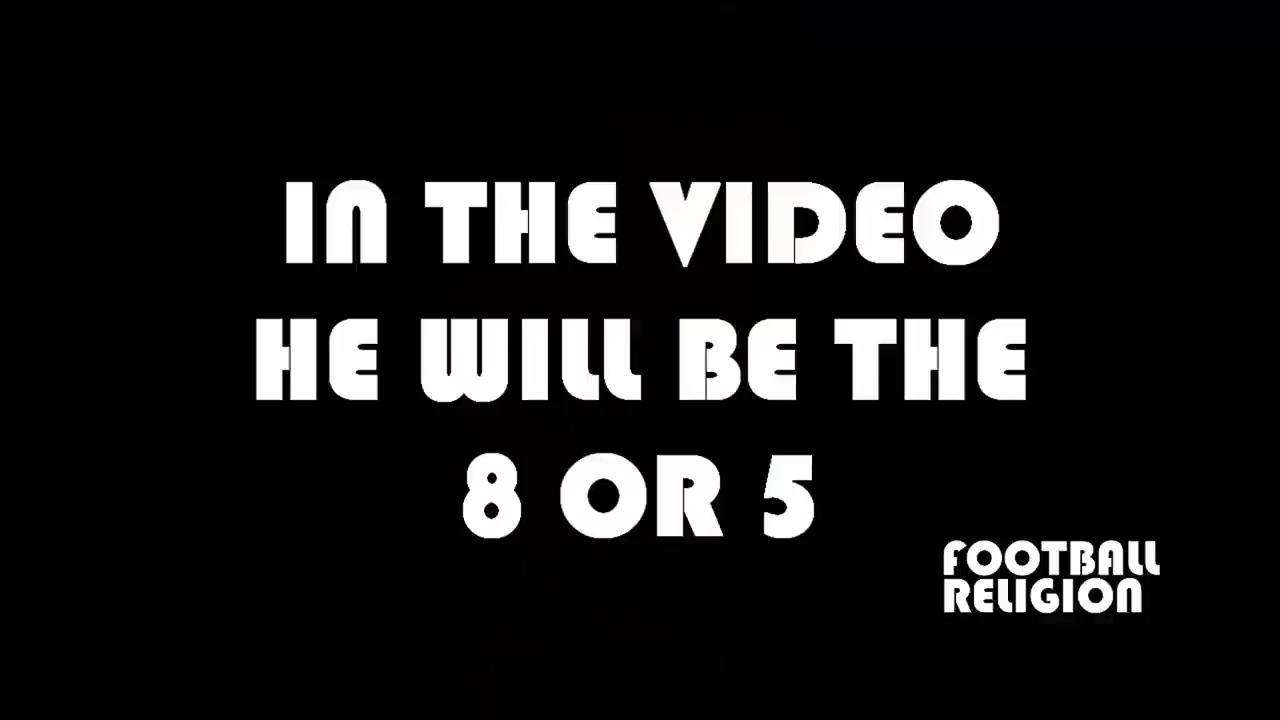 IN THE VIDEO
HE WILL BE THE
8 OR 5
FOOTBALL
RELIGION